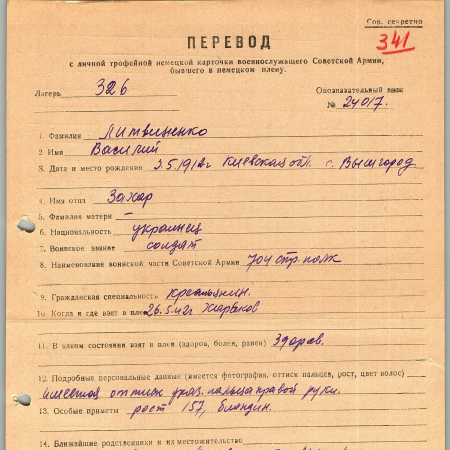 Сов. секретно
341
ПЕРЕВОД
с личной трофейной немецкой карточки военнослужащего Советской Армии,
бывшего в немецком плену.
Лагерь 326
Опознавательный знак
№ 24017.
1. Фамилия Литвиненко
2 Имя Василий
3. Дата и место рождения 3.5.1912г Киевская обл. с. Вышгород
4. Имя отца Захар
5. Фамилия матери —
6. Национальность украинец
7. Воинское звание солдат
8. Наименование воинской части Советской Армии 704 стр. полк
9. Гражданская специальность крестьянин.
10. Когда и где взят в плен 26.5.42г Харьков
11. В каком состоянии взят в плен (здоров, болен, ранен) Здоров.
12. Подробные персональные данные (имеется фотография, оттиск пальцев, рост, цвет волос)
имеется оттиск указ. пальца правой руки.
13. Особые приметы рост 157, блондин.
14. Ближайшие родственники и их местожительство